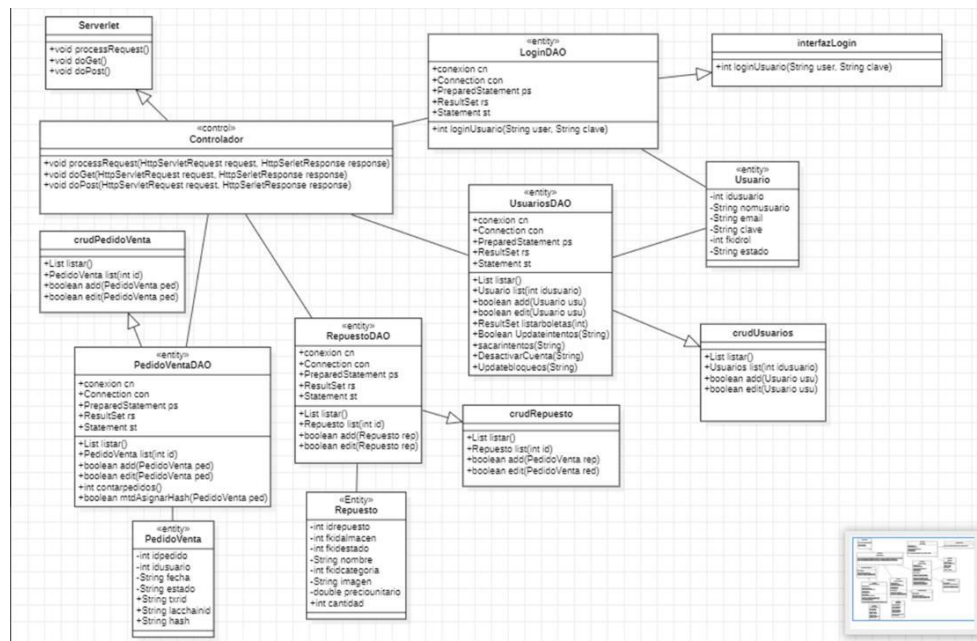 Serverlet
+void processRequest()
+void doGet()
+void doPost()
«control»
Controlador
+void processRequest(HttpServletRequest request, HttpSerletResponse response)
+void doGet(HttpServletRequest request, HttpSerletResponse response)
+void doPost(HttpServletRequest request, HttpSerletResponse response)
«entity»
LoginDAO
+conexion cn
+Connection con
+PreparedStatement ps
+ResultSet rs
+Statement st
+int loginUsuario(String user, String clave)
interfazLogin
+int loginUsuario(String user, String clave)
«entity»
Usuario
-int idusuario
-String nomusuario
-String email
-String clave
-int fkidrol
-String estado
«entity»
UsuariosDAO
+conexion cn
+Connection con
+PreparedStatement ps
+ResultSet rs
+Statement st
+List listar()
+Usuario list(int idusuario)
+boolean add(Usuario usu)
+boolean edit(Usuario usu)
+ResultSet listarboletas(int)
+Boolean Updateintentos(String)
+sacarintentos(String)
+DesactivarCuenta(String)
+Updatebloqueos(String)
crudPedidoVenta
+List listar()
+PedidoVenta list(int id)
+boolean add(PedidoVenta ped)
+boolean edit(PedidoVenta ped)
«entity»
RepuestoDAO
+conexion cn
+Connection con
+PreparedStatement ps
+ResultSet rs
+Statement st
+List listar()
+Repuesto list(int id)
+boolean add(Repuesto rep)
+boolean edit(Repuesto rep)
crudUsuarios
+List listar()
+Usuarios list(int idusuario)
+boolean add(Usuario usu)
+boolean edit(Usuario usu)
«entity»
PedidoVentaDAO
+conexion cn
+Connection con
+PreparedStatement ps
+ResultSet rs
+Statement st
+List listar()
+PedidoVenta list(int id)
+boolean add(PedidoVenta ped)
+boolean edit(PedidoVenta ped)
+int contarpedidos()
+boolean mtdAsignarHash(PedidoVenta ped)
crudRepuesto
+List listar()
+Repuesto list(int id)
+boolean add(PedidoVenta rep)
+boolean edit(PedidoVenta red)
«Entity»
Repuesto
-int idrepuesto
-int fkidalmacen
-int fkidestado
-String nombre
-int fkidcategoria
-String imagen
-double preciounitario
+int cantidad
«entity»
PedidoVenta
-int idpedido
-int idusuario
-String fecha
-String estado
+String txrid
+String lacchainid
+String hash